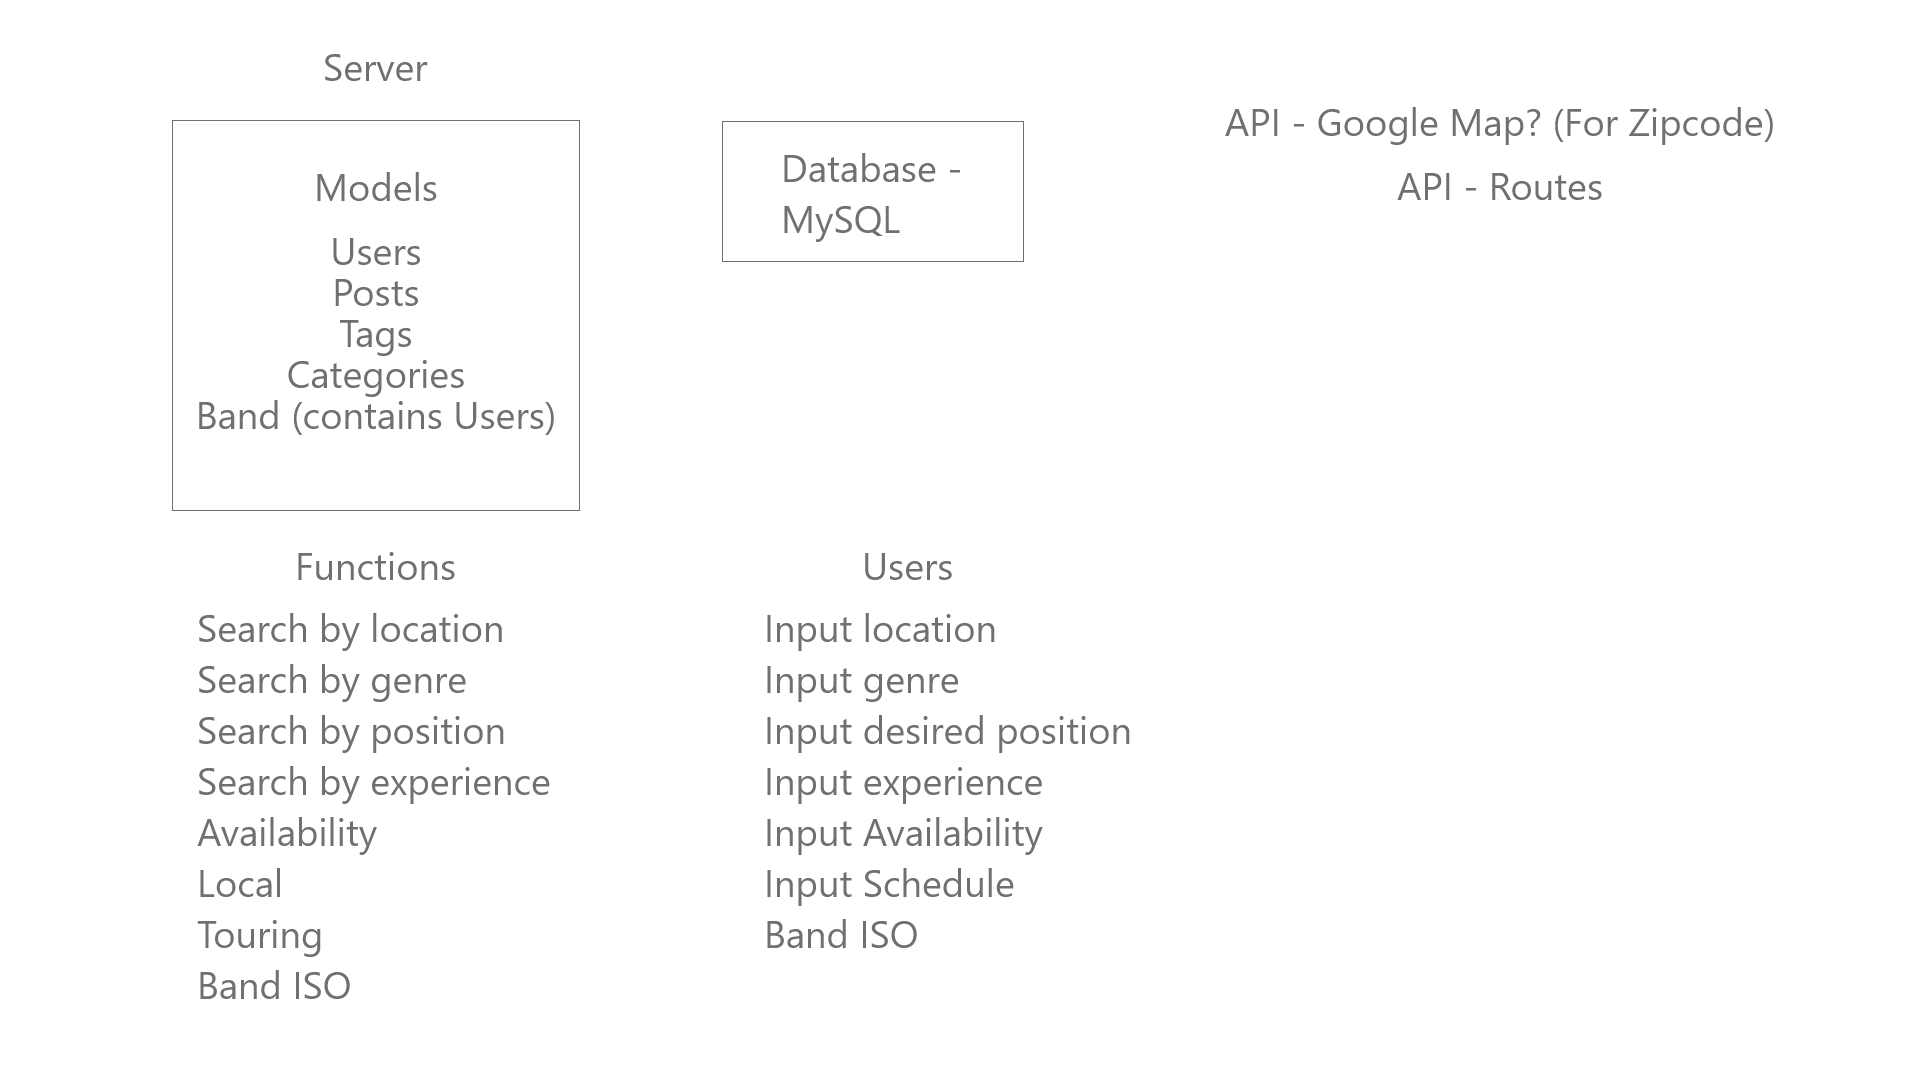 Server
Models
Users
Posts
Tags
Categories
Band (contains Users)
Database -
MySQL
API - Google Map? (For Zipcode)
API - Routes
Functions
Search by location
Search by genre
Search by position
Search by experience
Availability
Local
Touring
Band ISO
Users
Input location
Input genre
Input desired position
Input experience
Input Availability
Input Schedule
Band ISO